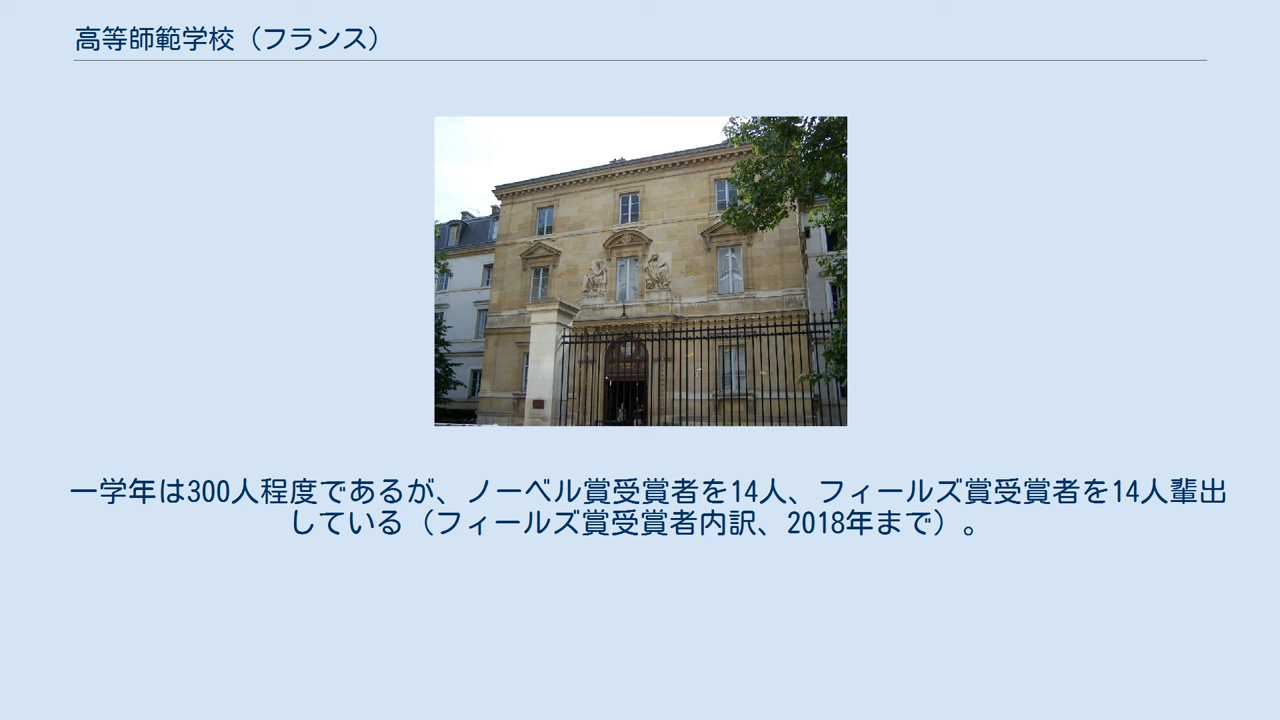 高等師範学校（フランス）
一学年は300人程度であるが、ノーベル賞受賞者を14人、フィールズ賞受賞者を14人輩出
している（フィールズ賞受賞者内訳、2018年まで）。